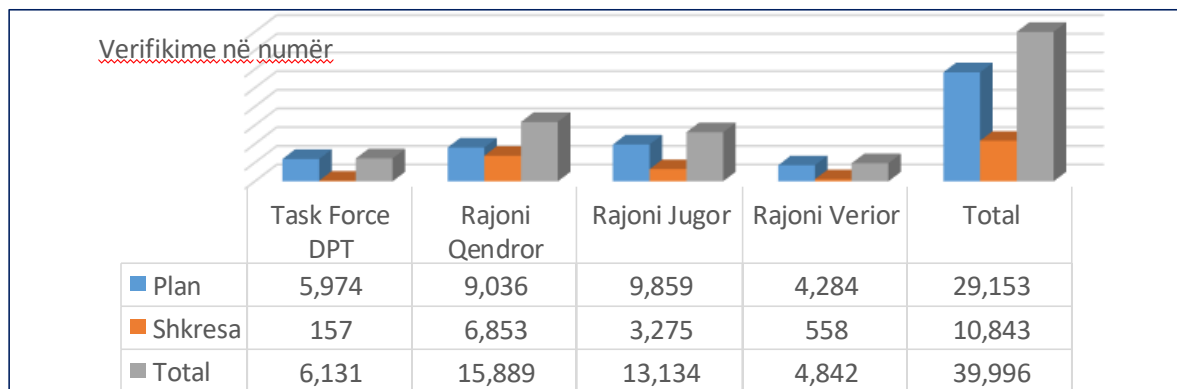 Verifikime në numër
Task Force Rajoni Rajoni Jugor Rajoni Verior Total
DPT Qendror
Plan 5,974 9,036 9,859 4,284 29,153
Shkresa 157 6,853 3,275 558 10,843
Total 6,131 15,889 13,134 4,842 39,996